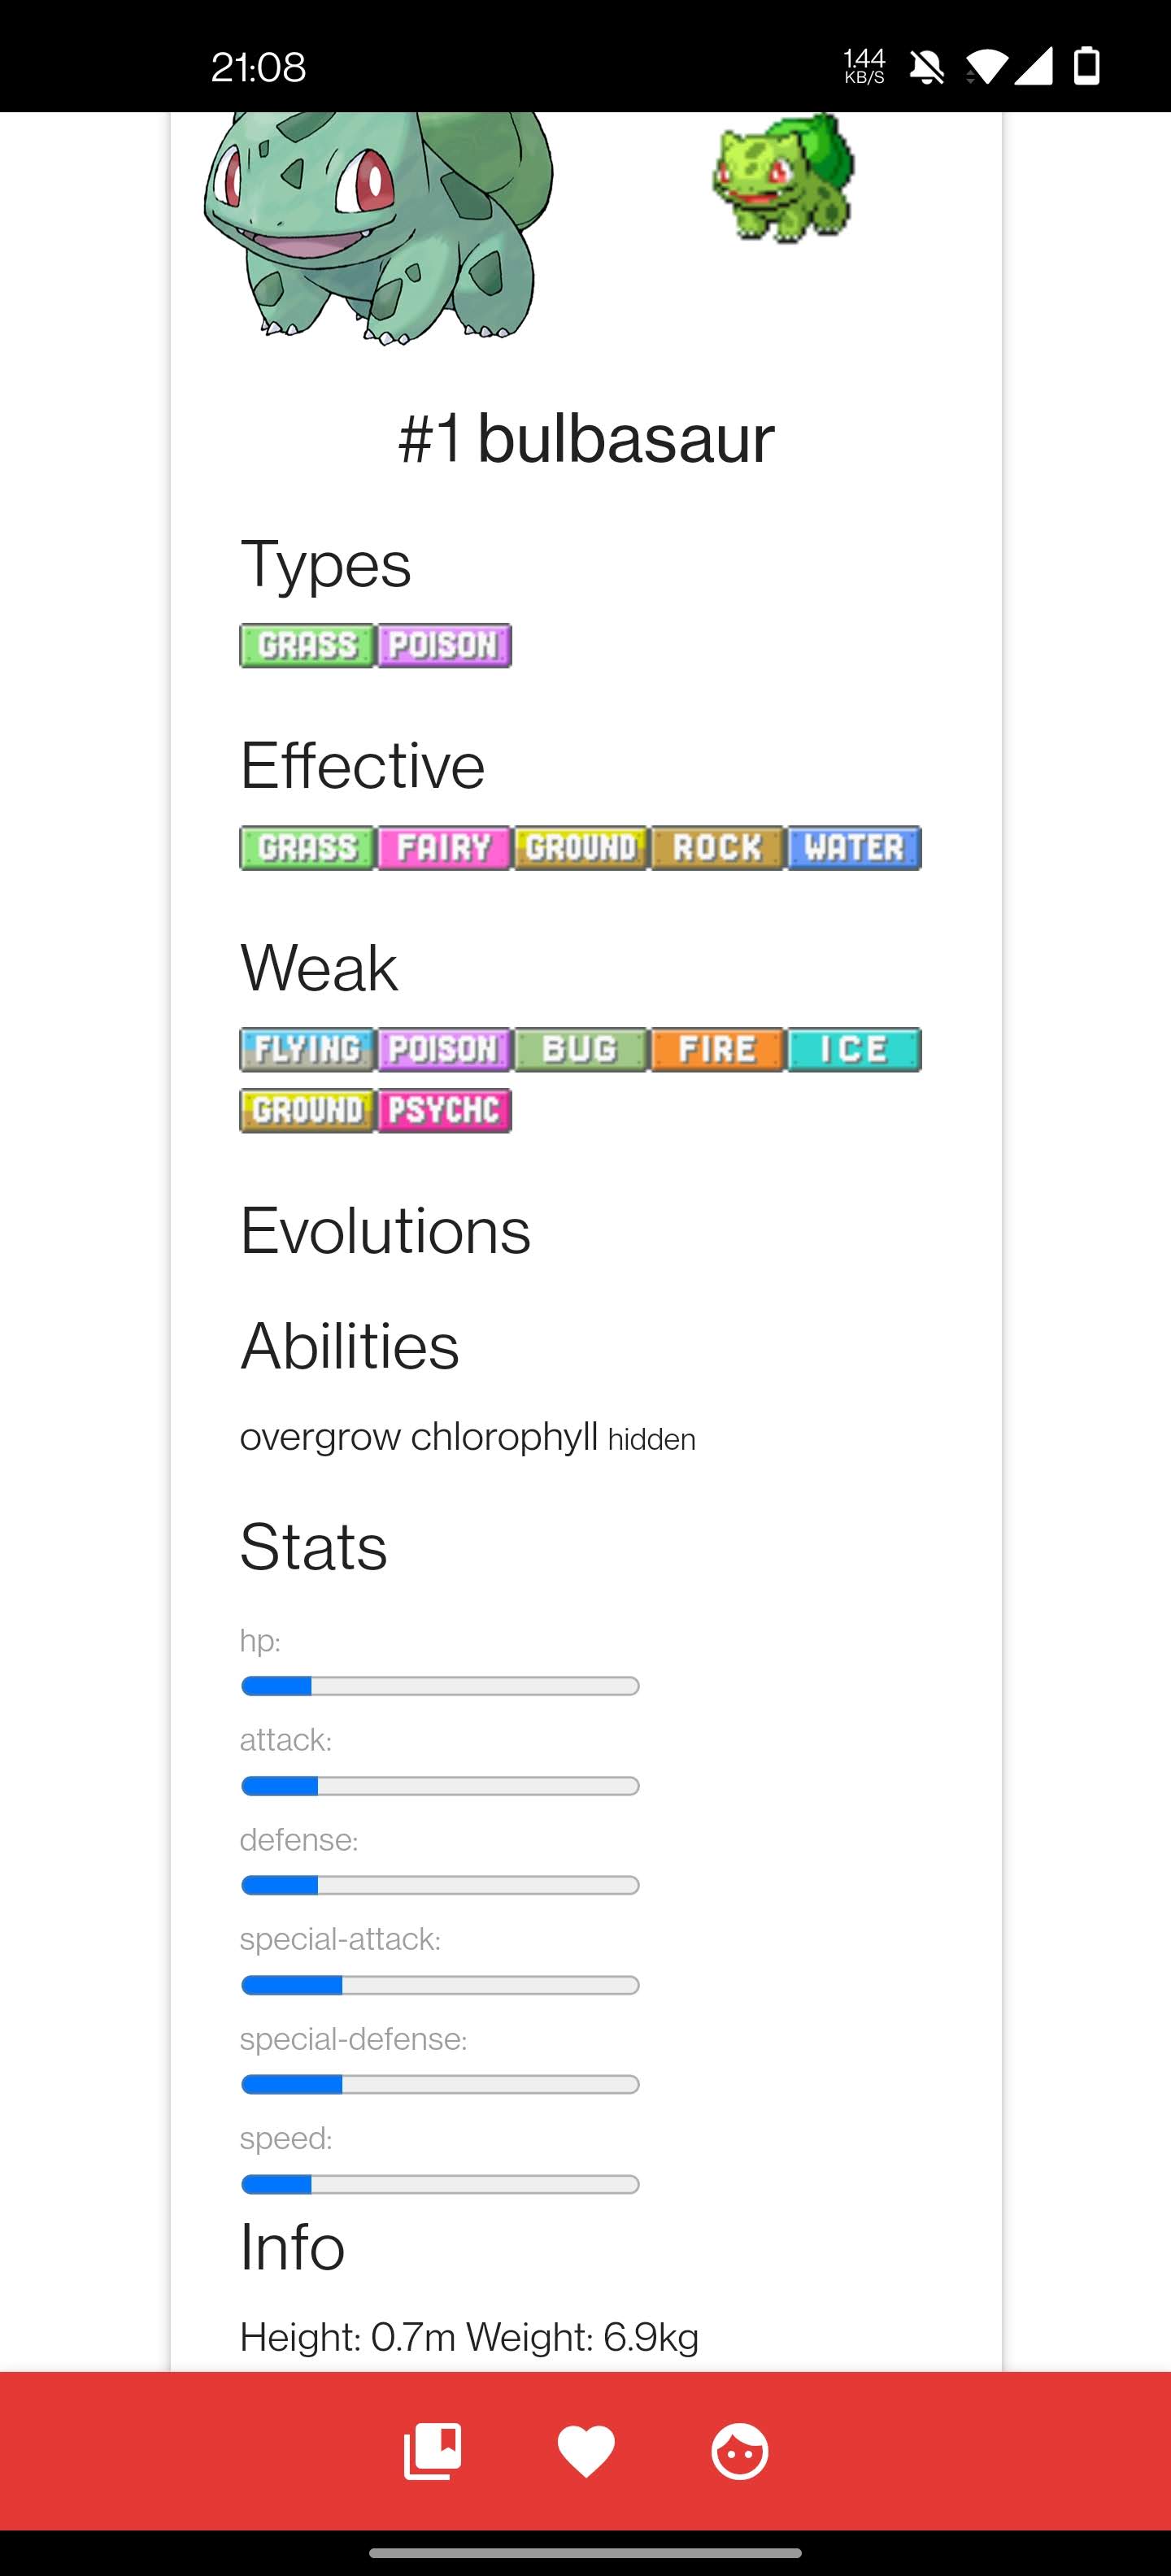 21:08
1.44
KB/S
#1 bulbasaur
Types
GRASS POISON
Effective
GRASS FAIRY GROUND ROCK WATER
Weak
FLYING POISON BUG FIRE ICE
GROUND PSYCHC
Evolutions
Abilities
overgrow chlorophyll hidden
Stats
hp:
attack:
defense:
special-attack:
special-defense:
speed:
Info
Height: 0.7m Weight: 6.9kg